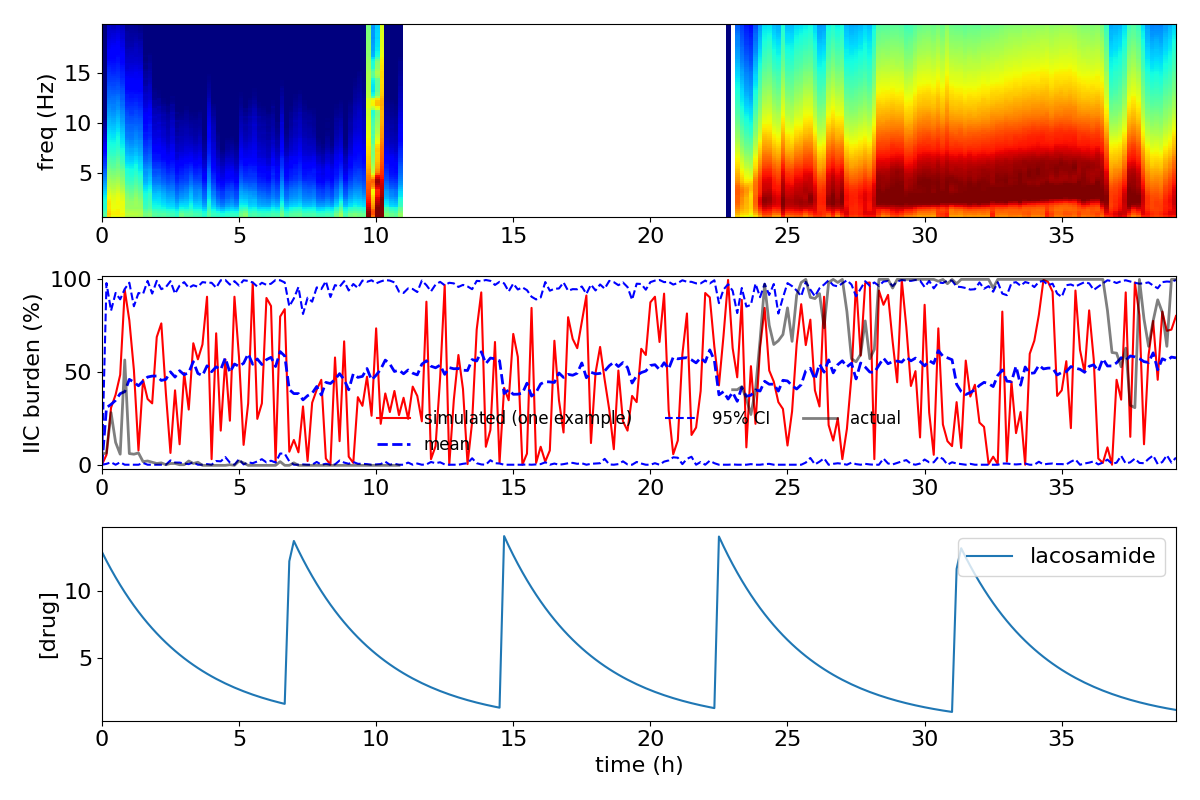 freq (Hz)
15
10
5
0 5 10 15 20 25 30 35
IIC burden (%)
100
50
0
simulated (one example) 95% CI actual
mean
0 5 10 15 20 25 30 35
[drug]
10
5
lacosamide
0 5 10 15 20 25 30 35
time (h)